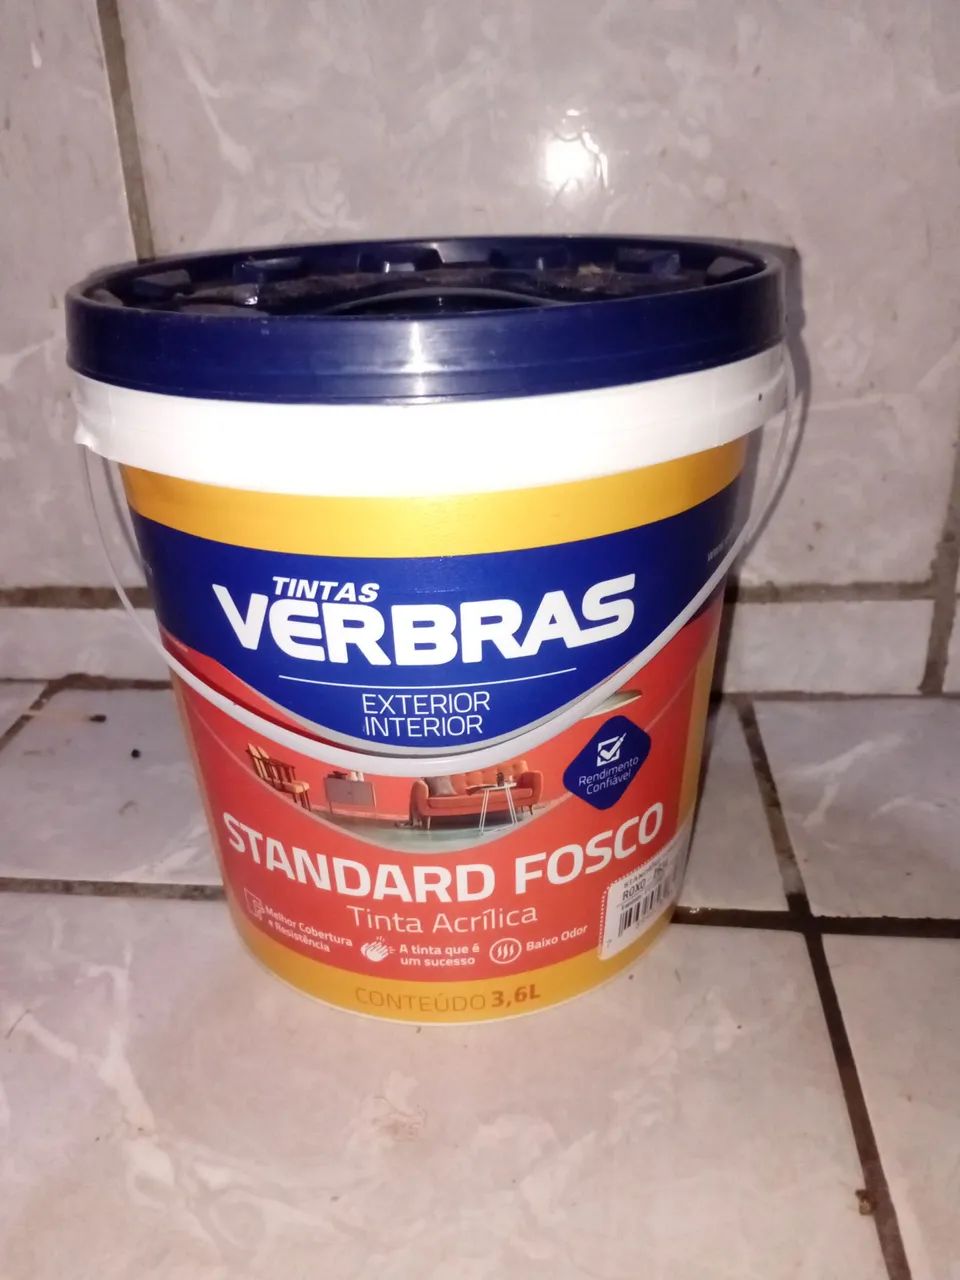 TINTAS
VERBRAS
EXTERIOR
INTERIOR
Rendimento
Confiável
STANDARD FOSCO
Tinta Acrílica
Melhor Cobertura
e Resistência
A tinta que é
um sucesso
Baixo Odor
ROXO
CONTEÚDO 3,6L